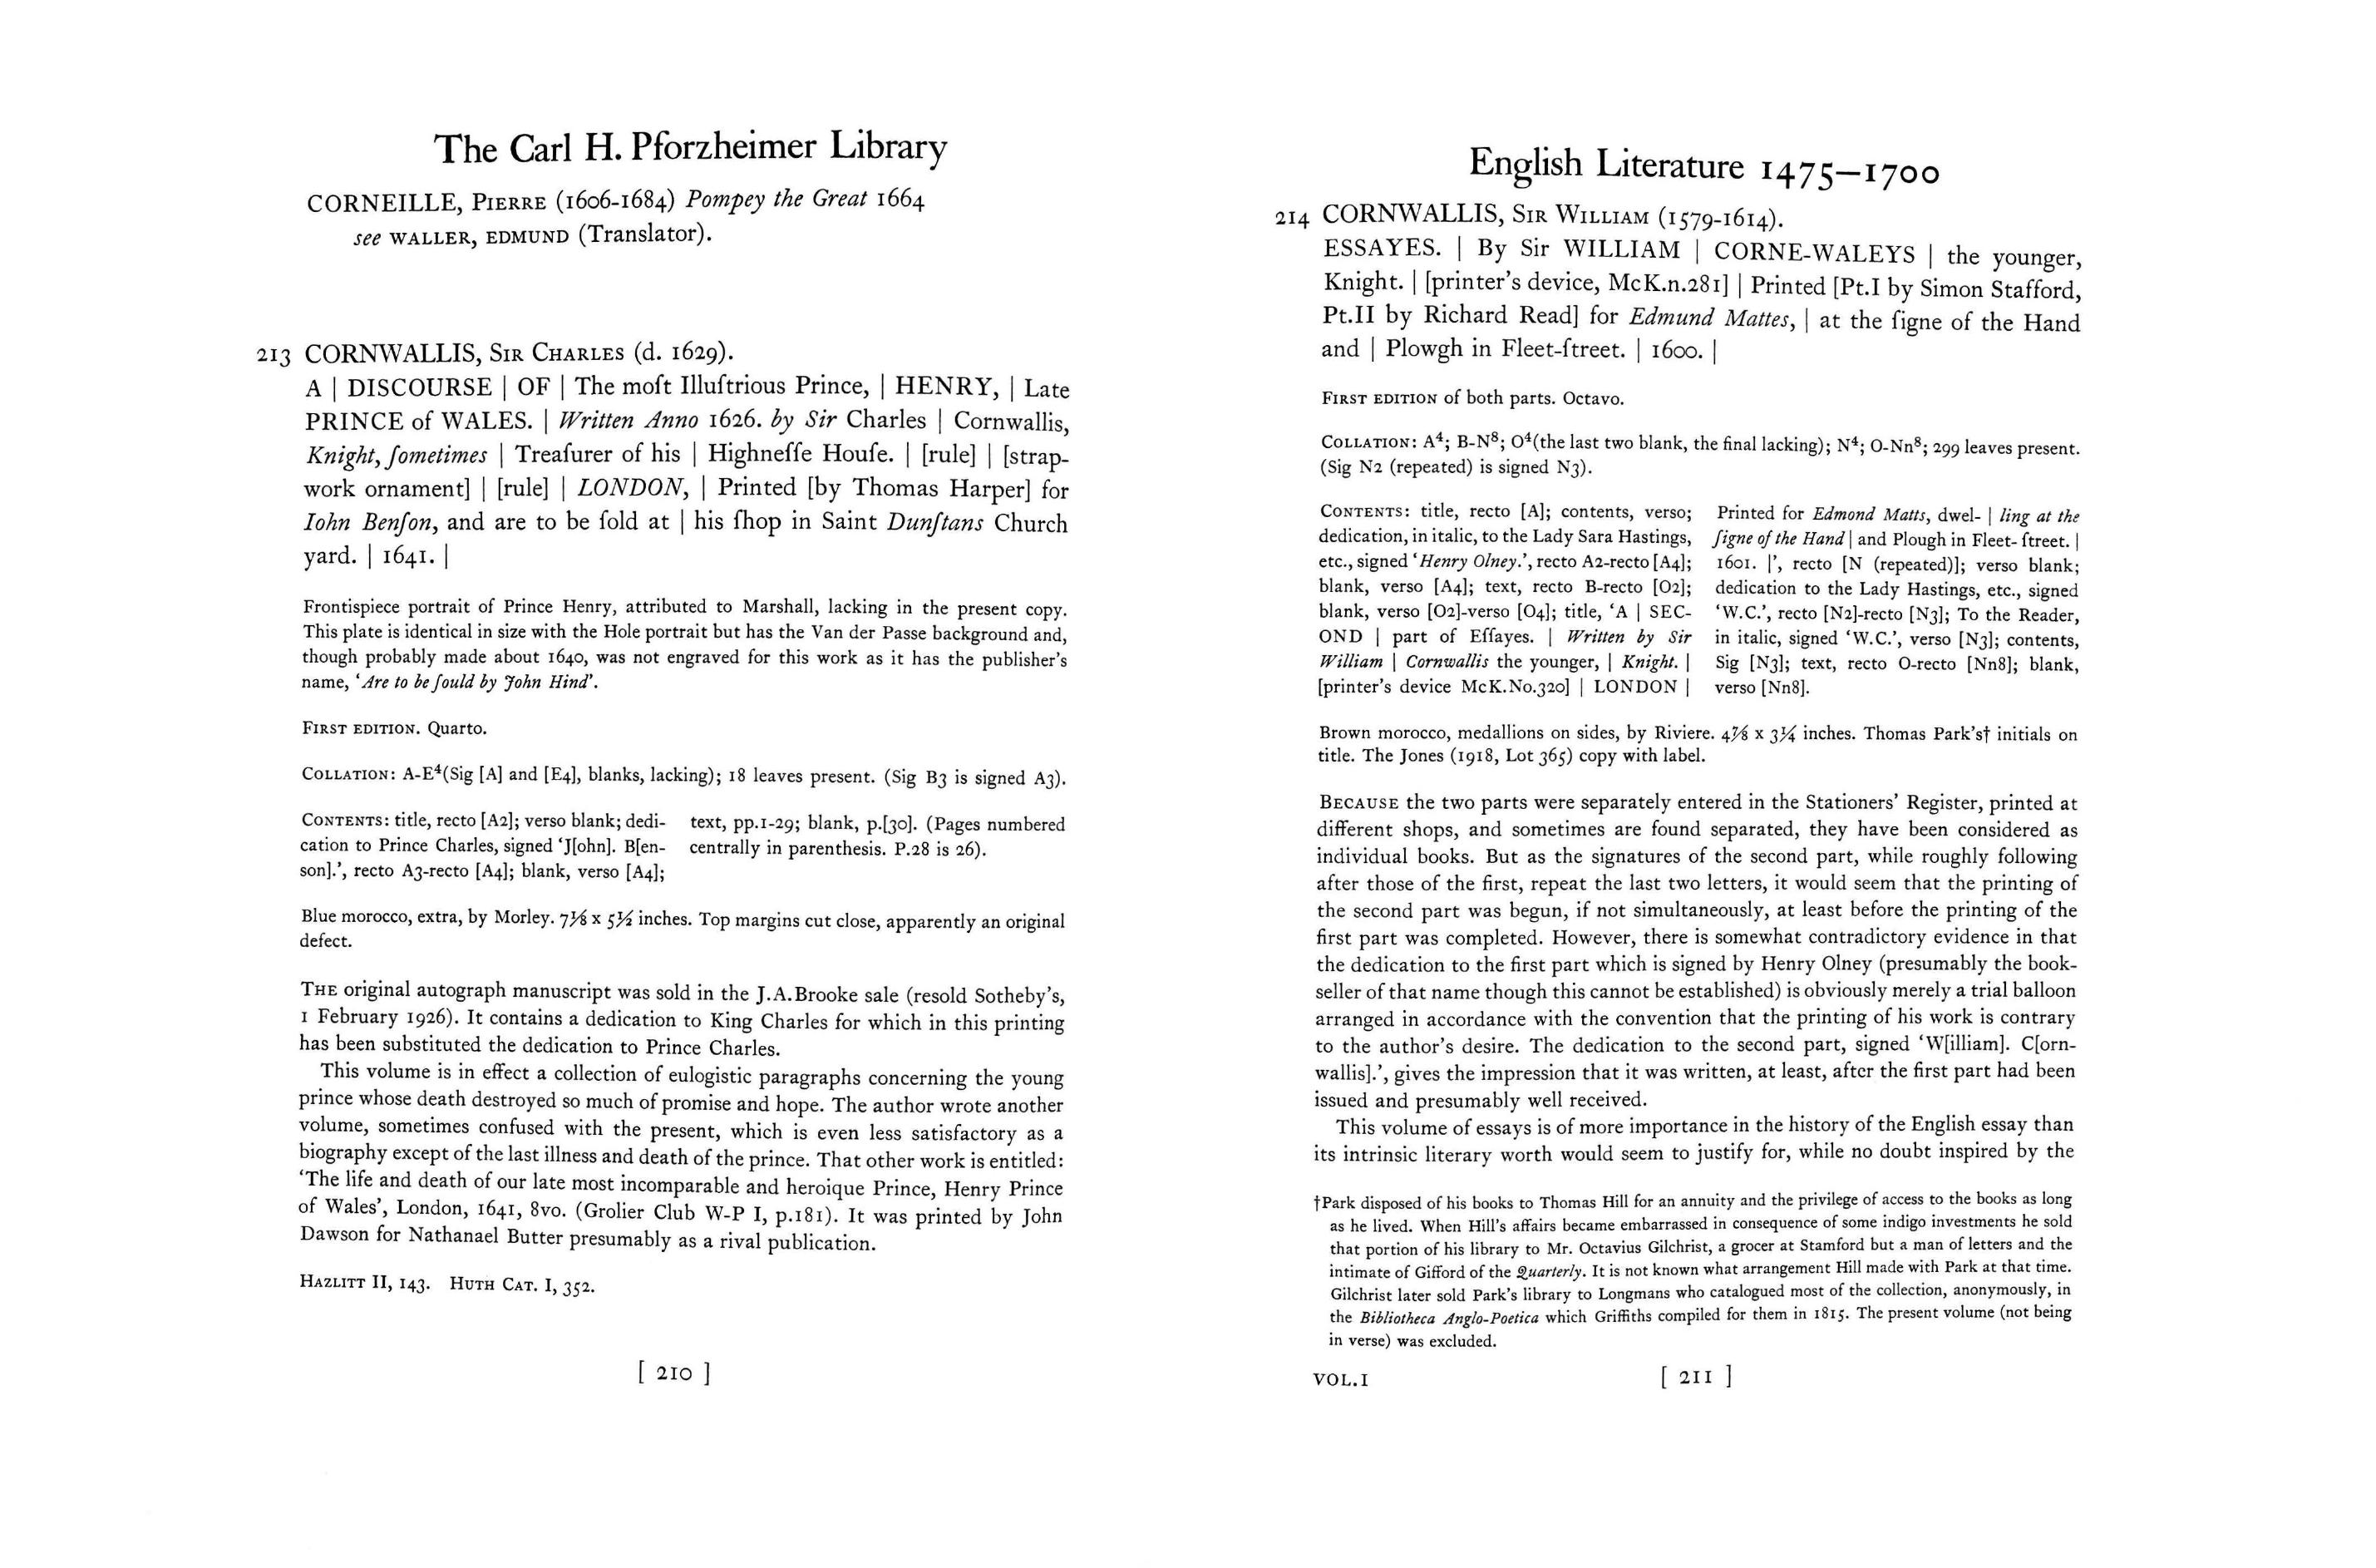 The Carl H. Pforzheimer Library
CORNEILLE, PIERRE (1606-1684) Pompey the Great 1664
see WALLER, EDMUND (Translator).
213 CORNWALLIS, SIR CHARLES (d. 1629).
A | DISCOURSE | OF | The moſt Illuſtrious Prince, | HENRY, | Late
PRINCE of WALES. | Written Anno 1626. by Sir Charles | Cornwallis,
Knight, ſometimes | Treaſurer of his | Highneſſe Houſe. | [rule] | [strap-
work ornament] | [rule] | LONDON, | Printed [by Thomas Harper] for
Iohn Benſon, and are to be ſold at | his ſhop in Saint Dunſtans Church
yard. | 1641. |
Frontispiece portrait of Prince Henry, attributed to Marshall, lacking in the present copy.
This plate is identical in size with the Hole portrait but has the Van der Passe background and,
though probably made about 1640, was not engraved for this work as it has the publisher's
name, 'Are to be ſould by John Hind'.
FIRST EDITION. Quarto.
COLLATION: A-E⁴(Sig [A] and [E4], blanks, lacking); 18 leaves present. (Sig B3 is signed A3).
CONTENTS: title, recto [A2]; verso blank; dedi-
cation to Prince Charles, signed 'J[ohn]. B[en-
son].', recto A3-recto [A4]; blank, verso [A4];
text, pp.1-29; blank, p.[30]. (Pages numbered
centrally in parenthesis. P.28 is 26).
Blue morocco, extra, by Morley. 7⅛ x 5½ inches. Top margins cut close, apparently an original
defect.
THE original autograph manuscript was sold in the J.A.Brooke sale (resold Sotheby's,
1 February 1926). It contains a dedication to King Charles for which in this printing
has been substituted the dedication to Prince Charles.
This volume is in effect a collection of eulogistic paragraphs concerning the young
prince whose death destroyed so much of promise and hope. The author wrote another
volume, sometimes confused with the present, which is even less satisfactory as a
biography except of the last illness and death of the prince. That other work is entitled:
'The life and death of our late most incomparable and heroique Prince, Henry Prince
of Wales', London, 1641, 8vo. (Grolier Club W-P I, p.181). It was printed by John
Dawson for Nathanael Butter presumably as a rival publication.
HAZLITT II, 143. HUTH CAT. I, 352.
[ 210 ]
English Literature 1475–1700
214 CORNWALLIS, SIR WILLIAM (1579-1614).
ESSAYES. | By Sir WILLIAM | CORNE-WALEYS | the younger,
Knight. | [printer's device, McK.n.281] | Printed [Pt.I by Simon Stafford,
Pt.II by Richard Read] for Edmund Mattes, | at the ſigne of the Hand
and | Plowgh in Fleet-ſtreet. | 1600. |
FIRST EDITION of both parts. Octavo.
COLLATION: A⁴; B-N⁸; O⁴(the last two blank, the final lacking); N⁴; O-Nn⁸; 299 leaves present.
(Sig N2 (repeated) is signed N3).
CONTENTS: title, recto [A]; contents, verso;
dedication, in italic, to the Lady Sara Hastings,
etc., signed 'Henry Olney.', recto A2-recto [A4];
blank, verso [A4]; text, recto B-recto [O2];
blank, verso [O2]-verso [O4]; title, 'A | SEC-
OND | part of Eſſayes. | Written by Sir
William | Cornwallis the younger, | Knight. |
[printer's device McK.No.320] | LONDON |
Printed for Edmond Matts, dwel- | ling at the
ſigne of the Hand | and Plough in Fleet- ſtreet. |
1601. |', recto [N (repeated)]; verso blank;
dedication to the Lady Hastings, etc., signed
'W.C.', recto [N2]-recto [N3]; To the Reader,
in italic, signed 'W.C.', verso [N3]; contents,
Sig [N3]; text, recto O-recto [Nn8]; blank,
verso [Nn8].
Brown morocco, medallions on sides, by Riviere. 4⅞ x 3¼ inches. Thomas Park's† initials on
title. The Jones (1918, Lot 365) copy with label.
BECAUSE the two parts were separately entered in the Stationers' Register, printed at
different shops, and sometimes are found separated, they have been considered as
individual books. But as the signatures of the second part, while roughly following
after those of the first, repeat the last two letters, it would seem that the printing of
the second part was begun, if not simultaneously, at least before the printing of the
first part was completed. However, there is somewhat contradictory evidence in that
the dedication to the first part which is signed by Henry Olney (presumably the book-
seller of that name though this cannot be established) is obviously merely a trial balloon
arranged in accordance with the convention that the printing of his work is contrary
to the author's desire. The dedication to the second part, signed 'W[illiam]. C[orn-
wallis].', gives the impression that it was written, at least, after the first part had been
issued and presumably well received.
This volume of essays is of more importance in the history of the English essay than
its intrinsic literary worth would seem to justify for, while no doubt inspired by the
†Park disposed of his books to Thomas Hill for an annuity and the privilege of access to the books as long
as he lived. When Hill's affairs became embarrassed in consequence of some indigo investments he sold
that portion of his library to Mr. Octavius Gilchrist, a grocer at Stamford but a man of letters and the
intimate of Gifford of the Quarterly. It is not known what arrangement Hill made with Park at that time.
Gilchrist later sold Park's library to Longmans who catalogued most of the collection, anonymously, in
the Bibliotheca Anglo-Poetica which Griffiths compiled for them in 1815. The present volume (not being
in verse) was excluded.
VOL.I
[ 211 ]